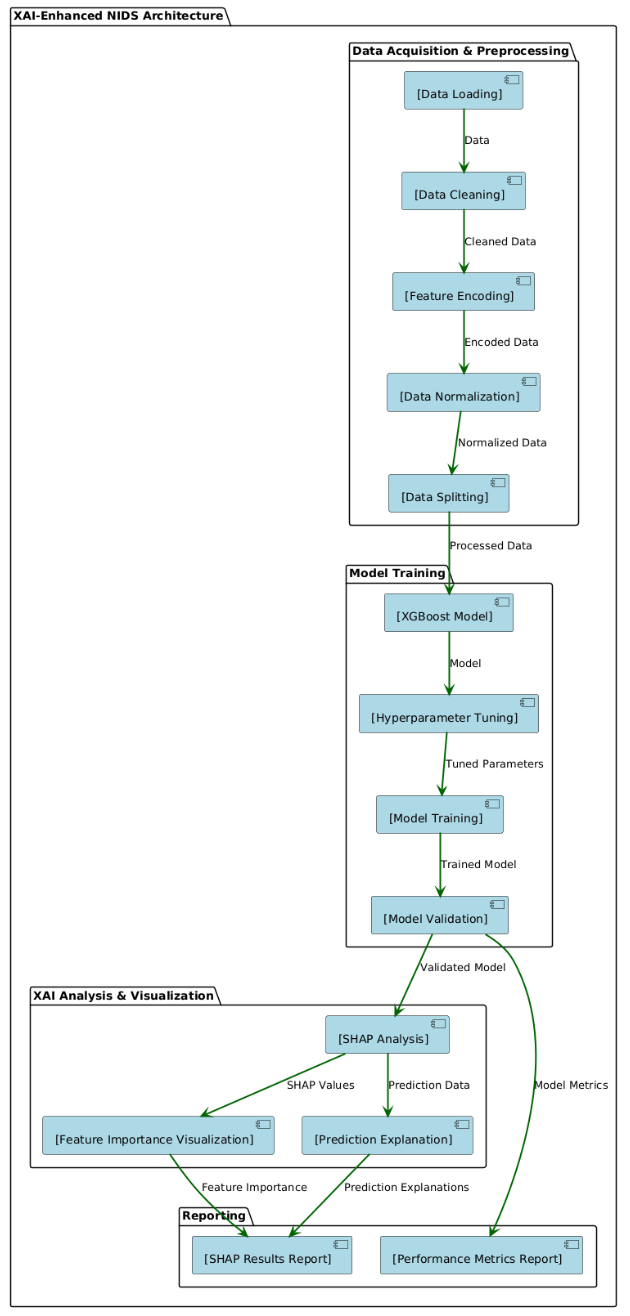 XAI-Enhanced NIDS Architecture
Data Acquisition & Preprocessing
[Data Loading]
Data
[Data Cleaning]
Cleaned Data
[Feature Encoding]
Encoded Data
[Data Normalization]
Normalized Data
[Data Splitting]
Processed Data
Model Training
[XGBoost Model]
Model
[Hyperparameter Tuning]
Tuned Parameters
[Model Training]
Trained Model
[Model Validation]
Validated Model
XAI Analysis & Visualization
[SHAP Analysis]
SHAP Values
Prediction Data
Model Metrics
[Feature Importance Visualization]
[Prediction Explanation]
Feature Importance
Prediction Explanations
Reporting
[SHAP Results Report]
[Performance Metrics Report]